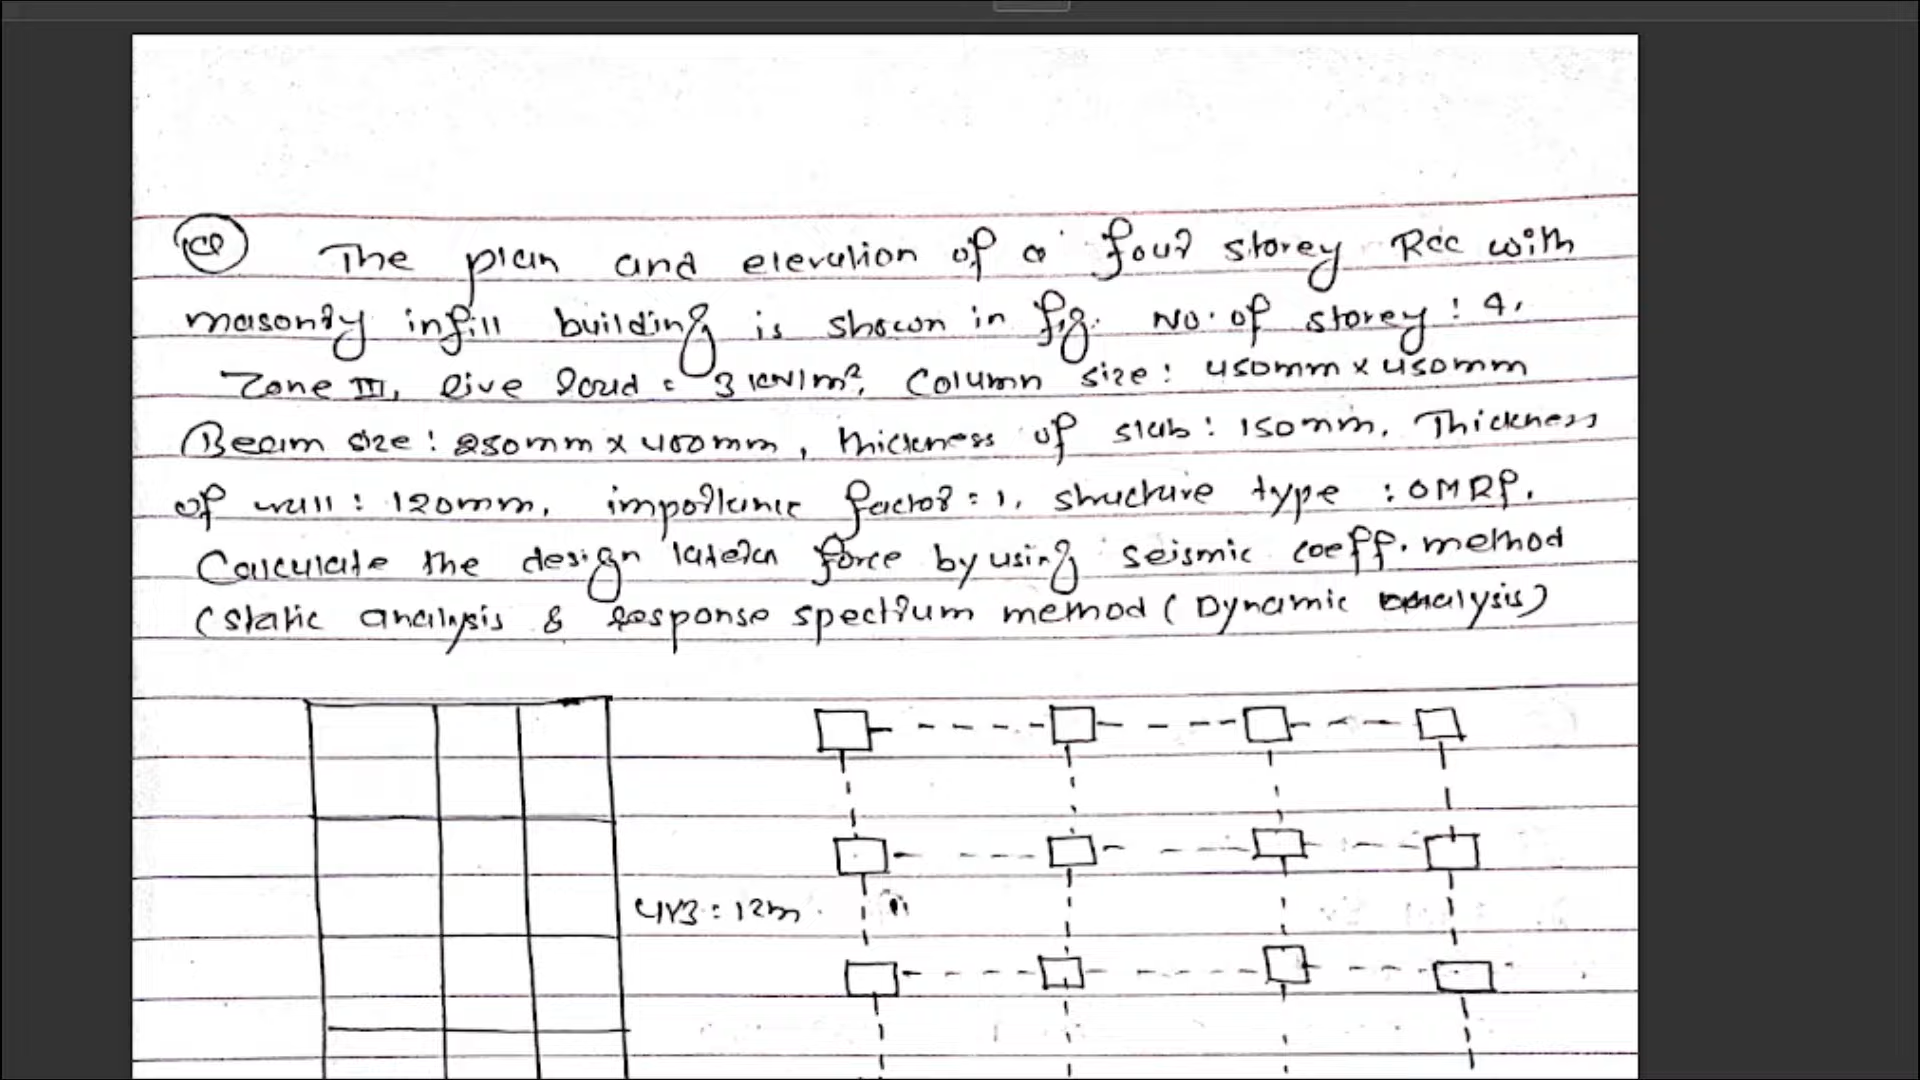 Q The plan and elevation of a four storey Rcc with
masonry infill building is shown in fig. No. of storey : 4,
Zone III, live load = 3 kN/m², Column size : 450mm x 450mm
Beam size : 250mm x 400mm, thickness of slab : 150mm, Thickness
of wall : 120mm, importance factor = 1, structure type : OMRF.
Calculate the design lateral force by using seismic coeff. method
(static analysis & response spectrum method (Dynamic analysis)
4x3 = 12m